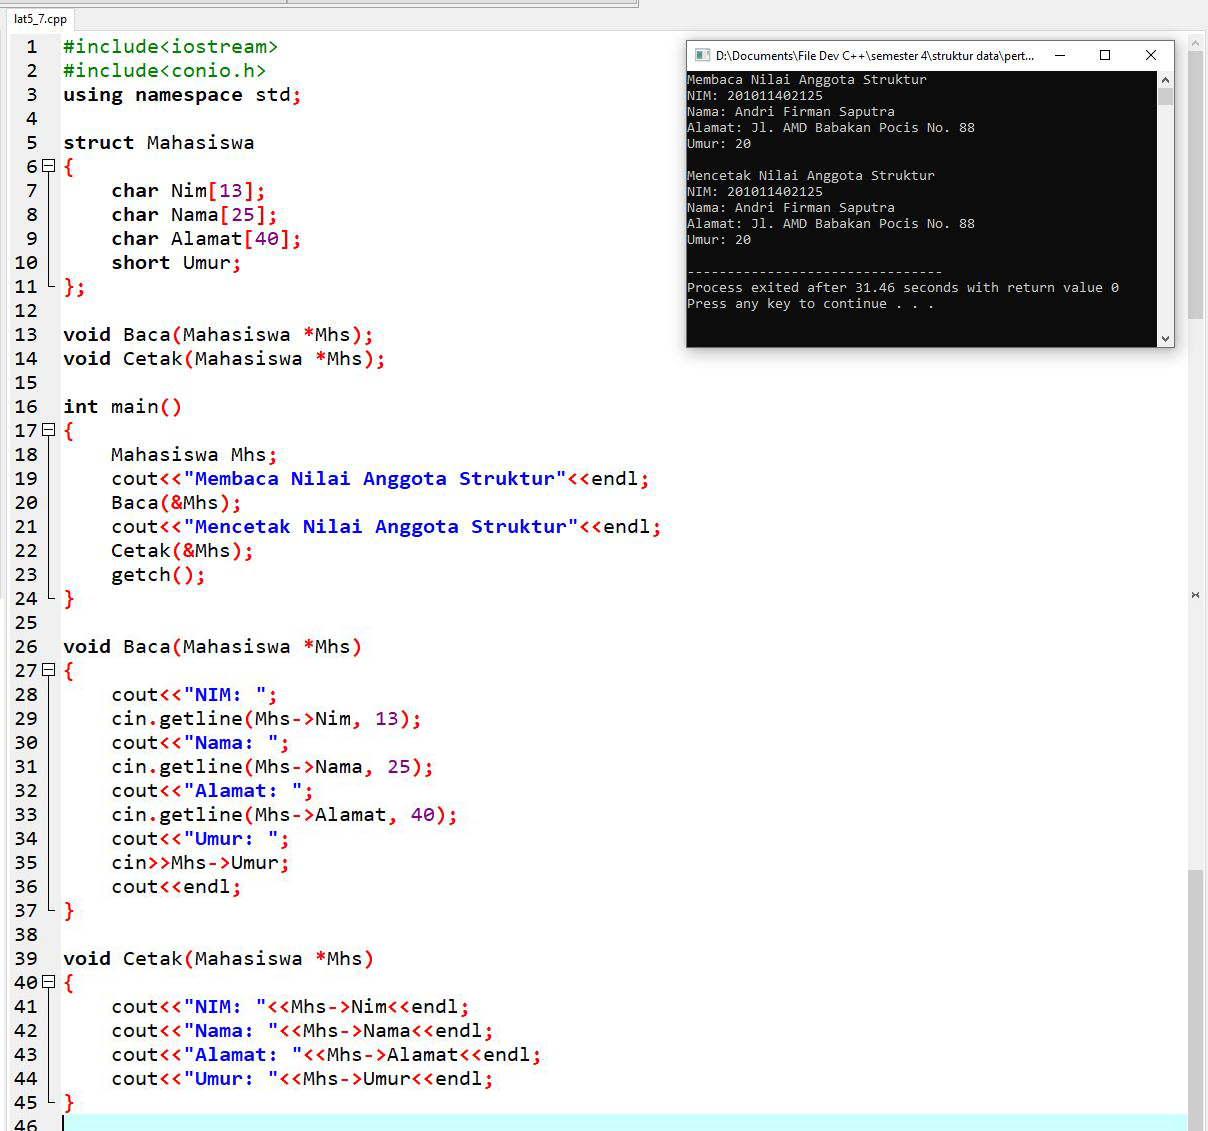 lat5_7.cpp
1 #include<iostream>
2 #include<conio.h>
3 using namespace std;
4
5 struct Mahasiswa
6 {
7     char Nim[13];
8     char Nama[25];
9     char Alamat[40];
10     short Umur;
11 };
12
13 void Baca(Mahasiswa *Mhs);
14 void Cetak(Mahasiswa *Mhs);
15
16 int main()
17 {
18     Mahasiswa Mhs;
19     cout<<"Membaca Nilai Anggota Struktur"<<endl;
20     Baca(&Mhs);
21     cout<<"Mencetak Nilai Anggota Struktur"<<endl;
22     Cetak(&Mhs);
23     getch();
24 }
25
26 void Baca(Mahasiswa *Mhs)
27 {
28     cout<<"NIM: ";
29     cin.getline(Mhs->Nim, 13);
30     cout<<"Nama: ";
31     cin.getline(Mhs->Nama, 25);
32     cout<<"Alamat: ";
33     cin.getline(Mhs->Alamat, 40);
34     cout<<"Umur: ";
35     cin>>Mhs->Umur;
36     cout<<endl;
37 }
38
39 void Cetak(Mahasiswa *Mhs)
40 {
41     cout<<"NIM: "<<Mhs->Nim<<endl;
42     cout<<"Nama: "<<Mhs->Nama<<endl;
43     cout<<"Alamat: "<<Mhs->Alamat<<endl;
44     cout<<"Umur: "<<Mhs->Umur<<endl;
45 }
46
D:\Documents\File Dev C++\semester 4\struktur data\pert...
Membaca Nilai Anggota Struktur
NIM: 201011402125
Nama: Andri Firman Saputra
Alamat: Jl. AMD Babakan Pocis No. 88
Umur: 20

Mencetak Nilai Anggota Struktur
NIM: 201011402125
Nama: Andri Firman Saputra
Alamat: Jl. AMD Babakan Pocis No. 88
Umur: 20

--------------------------------
Process exited after 31.46 seconds with return value 0
Press any key to continue . . .